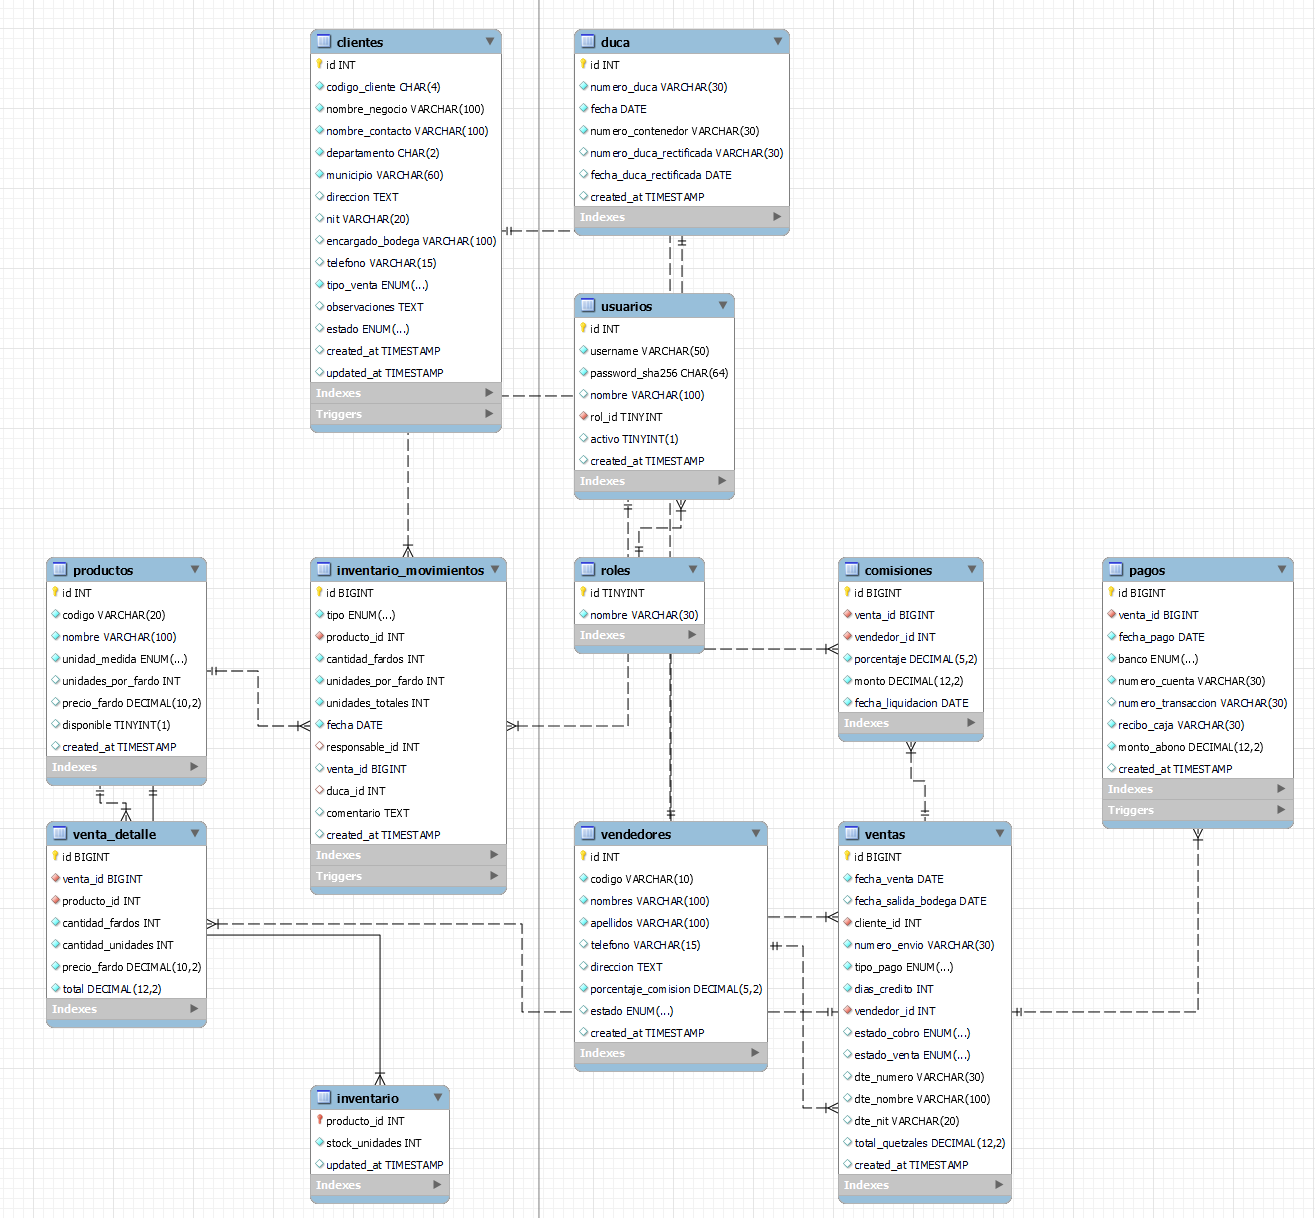 clientes
id INT
codigo_cliente CHAR(4)
nombre_negocio VARCHAR(100)
nombre_contacto VARCHAR(100)
departamento CHAR(2)
municipio VARCHAR(60)
direccion TEXT
nit VARCHAR(20)
encargado_bodega VARCHAR(100)
telefono VARCHAR(15)
tipo_venta ENUM(...)
observaciones TEXT
estado ENUM(...)
created_at TIMESTAMP
updated_at TIMESTAMP
Indexes
Triggers
duca
id INT
numero_duca VARCHAR(30)
fecha DATE
numero_contenedor VARCHAR(30)
numero_duca_rectificada VARCHAR(30)
fecha_duca_rectificada DATE
created_at TIMESTAMP
Indexes
usuarios
id INT
username VARCHAR(50)
password_sha256 CHAR(64)
nombre VARCHAR(100)
rol_id TINYINT
activo TINYINT(1)
created_at TIMESTAMP
Indexes
productos
id INT
codigo VARCHAR(20)
nombre VARCHAR(100)
unidad_medida ENUM(...)
unidades_por_fardo INT
precio_fardo DECIMAL(10,2)
disponible TINYINT(1)
created_at TIMESTAMP
Indexes
inventario_movimientos
id BIGINT
tipo ENUM(...)
producto_id INT
cantidad_fardos INT
unidades_por_fardo INT
unidades_totales INT
fecha DATE
responsable_id INT
venta_id BIGINT
duca_id INT
comentario TEXT
created_at TIMESTAMP
Indexes
Triggers
roles
id TINYINT
nombre VARCHAR(30)
Indexes
comisiones
id BIGINT
venta_id BIGINT
vendedor_id INT
porcentaje DECIMAL(5,2)
monto DECIMAL(12,2)
fecha_liquidacion DATE
Indexes
pagos
id BIGINT
venta_id BIGINT
fecha_pago DATE
banco ENUM(...)
numero_cuenta VARCHAR(30)
numero_transaccion VARCHAR(30)
recibo_caja VARCHAR(30)
monto_abono DECIMAL(12,2)
created_at TIMESTAMP
Indexes
Triggers
venta_detalle
id BIGINT
venta_id BIGINT
producto_id INT
cantidad_fardos INT
cantidad_unidades INT
precio_fardo DECIMAL(10,2)
total DECIMAL(12,2)
Indexes
vendedores
id INT
codigo VARCHAR(10)
nombres VARCHAR(100)
apellidos VARCHAR(100)
telefono VARCHAR(15)
direccion TEXT
porcentaje_comision DECIMAL(5,2)
estado ENUM(...)
created_at TIMESTAMP
Indexes
ventas
id BIGINT
fecha_venta DATE
fecha_salida_bodega DATE
cliente_id INT
numero_envio VARCHAR(30)
tipo_pago ENUM(...)
dias_credito INT
vendedor_id INT
estado_cobro ENUM(...)
estado_venta ENUM(...)
dte_numero VARCHAR(30)
dte_nombre VARCHAR(100)
dte_nit VARCHAR(20)
total_quetzales DECIMAL(12,2)
created_at TIMESTAMP
Indexes
inventario
producto_id INT
stock_unidades INT
updated_at TIMESTAMP
Indexes